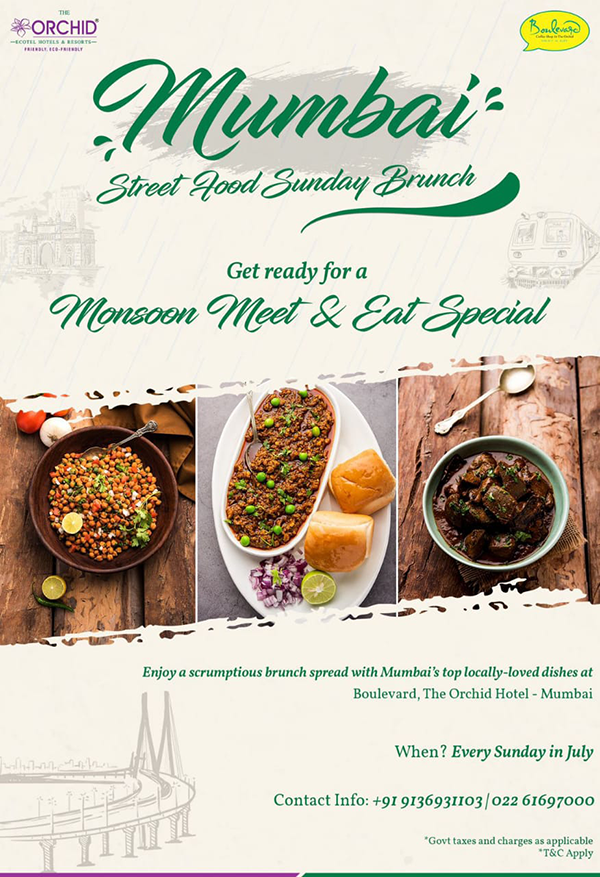 THE
ORCHID
ECOTEL HOTELS & RESORTS
FRIENDLY, ECO-FRIENDLY
Boulevard
Mumbai
Street Food Sunday Brunch
Get ready for a
Monsoon Meet & Eat Special
Enjoy a scrumptious brunch spread with Mumbai's top locally-loved dishes at
Boulevard, The Orchid Hotel - Mumbai
When? Every Sunday in July
Contact Info: +91 9136931103 | 022 61697000
*Govt taxes and charges as applicable
*T&C Apply